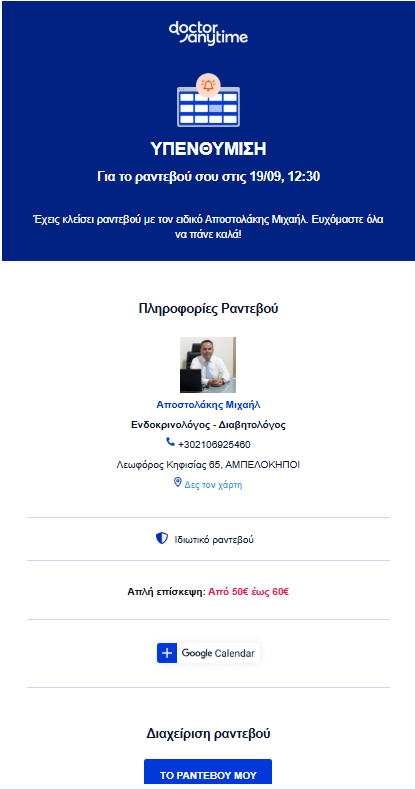 doctor
anytime
ΥΠΕΝΘΥΜΙΣΗ
Για το ραντεβού σου στις 19/09, 12:30
Έχεις κλείσει ραντεβού με τον ειδικό Αποστολάκης Μιχαήλ. Ευχόμαστε όλα
να πάνε καλά!
Πληροφορίες Ραντεβού
Αποστολάκης Μιχαήλ
Ενδοκρινολόγος - Διαβητολόγος
+302106925460
Λεωφόρος Κηφισίας 65, ΑΜΠΕΛΟΚΗΠΟΙ
Δες τον χάρτη
Ιδιωτικό ραντεβού
Απλή επίσκεψη: Από 50€ έως 60€
Google Calendar
Διαχείριση ραντεβού
ΤΟ ΡΑΝΤΕΒΟΥ ΜΟΥ